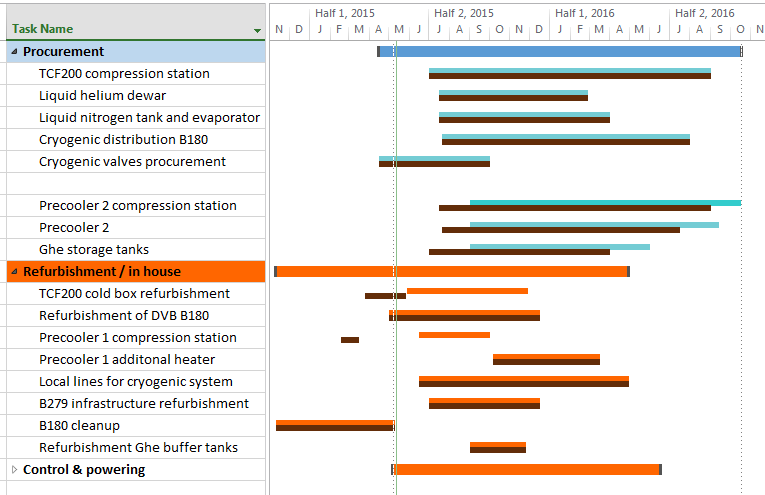 Half 1, 2015 Half 2, 2015 Half 1, 2016 Half 2, 2016
Task Name N D J F M A M J J A S O N D J F M A M J J A S O N
Procurement
TCF200 compression station
Liquid helium dewar
Liquid nitrogen tank and evaporator
Cryogenic distribution B180
Cryogenic valves procurement
Precooler 2 compression station
Precooler 2
Ghe storage tanks
Refurbishment / in house
TCF200 cold box refurbishment
Refurbishment of DVB B180
Precooler 1 compression station
Precooler 1 additonal heater
Local lines for cryogenic system
B279 infrastructure refurbishment
B180 cleanup
Refurbishment Ghe buffer tanks
Control & powering